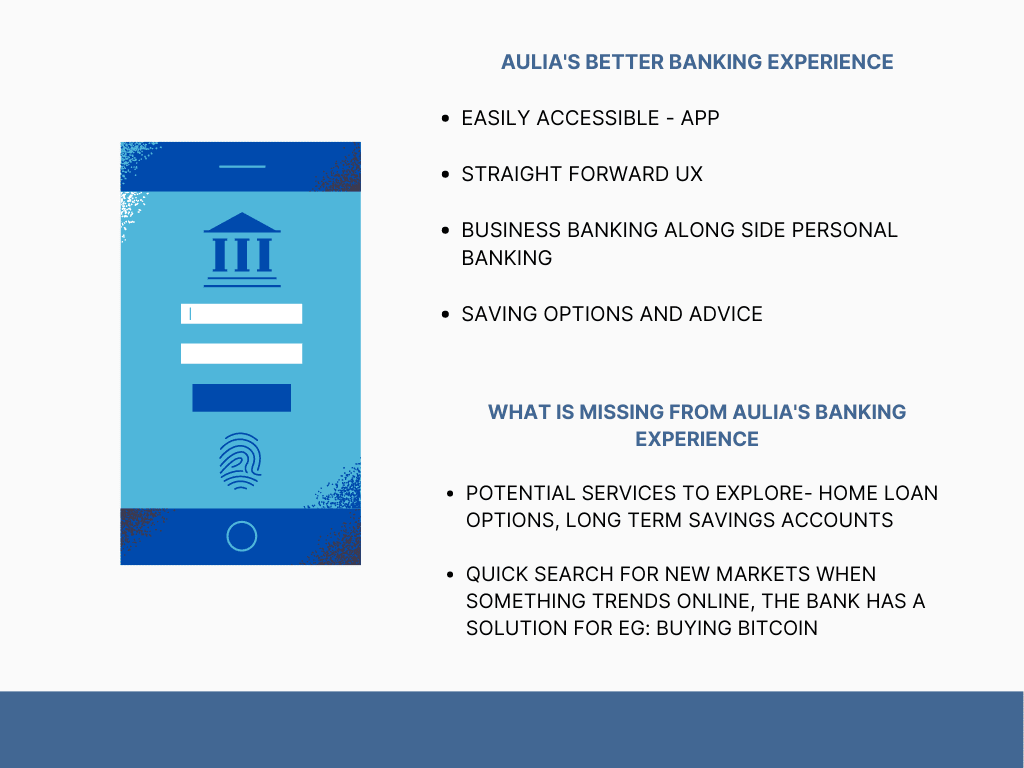 AULIA'S BETTER BANKING EXPERIENCE
• EASILY ACCESSIBLE - APP
• STRAIGHT FORWARD UX
• BUSINESS BANKING ALONG SIDE PERSONAL
BANKING
• SAVING OPTIONS AND ADVICE
WHAT IS MISSING FROM AULIA'S BANKING
EXPERIENCE
• POTENTIAL SERVICES TO EXPLORE- HOME LOAN
OPTIONS, LONG TERM SAVINGS ACCOUNTS
• QUICK SEARCH FOR NEW MARKETS WHEN
SOMETHING TRENDS ONLINE, THE BANK HAS A
SOLUTION FOR EG: BUYING BITCOIN